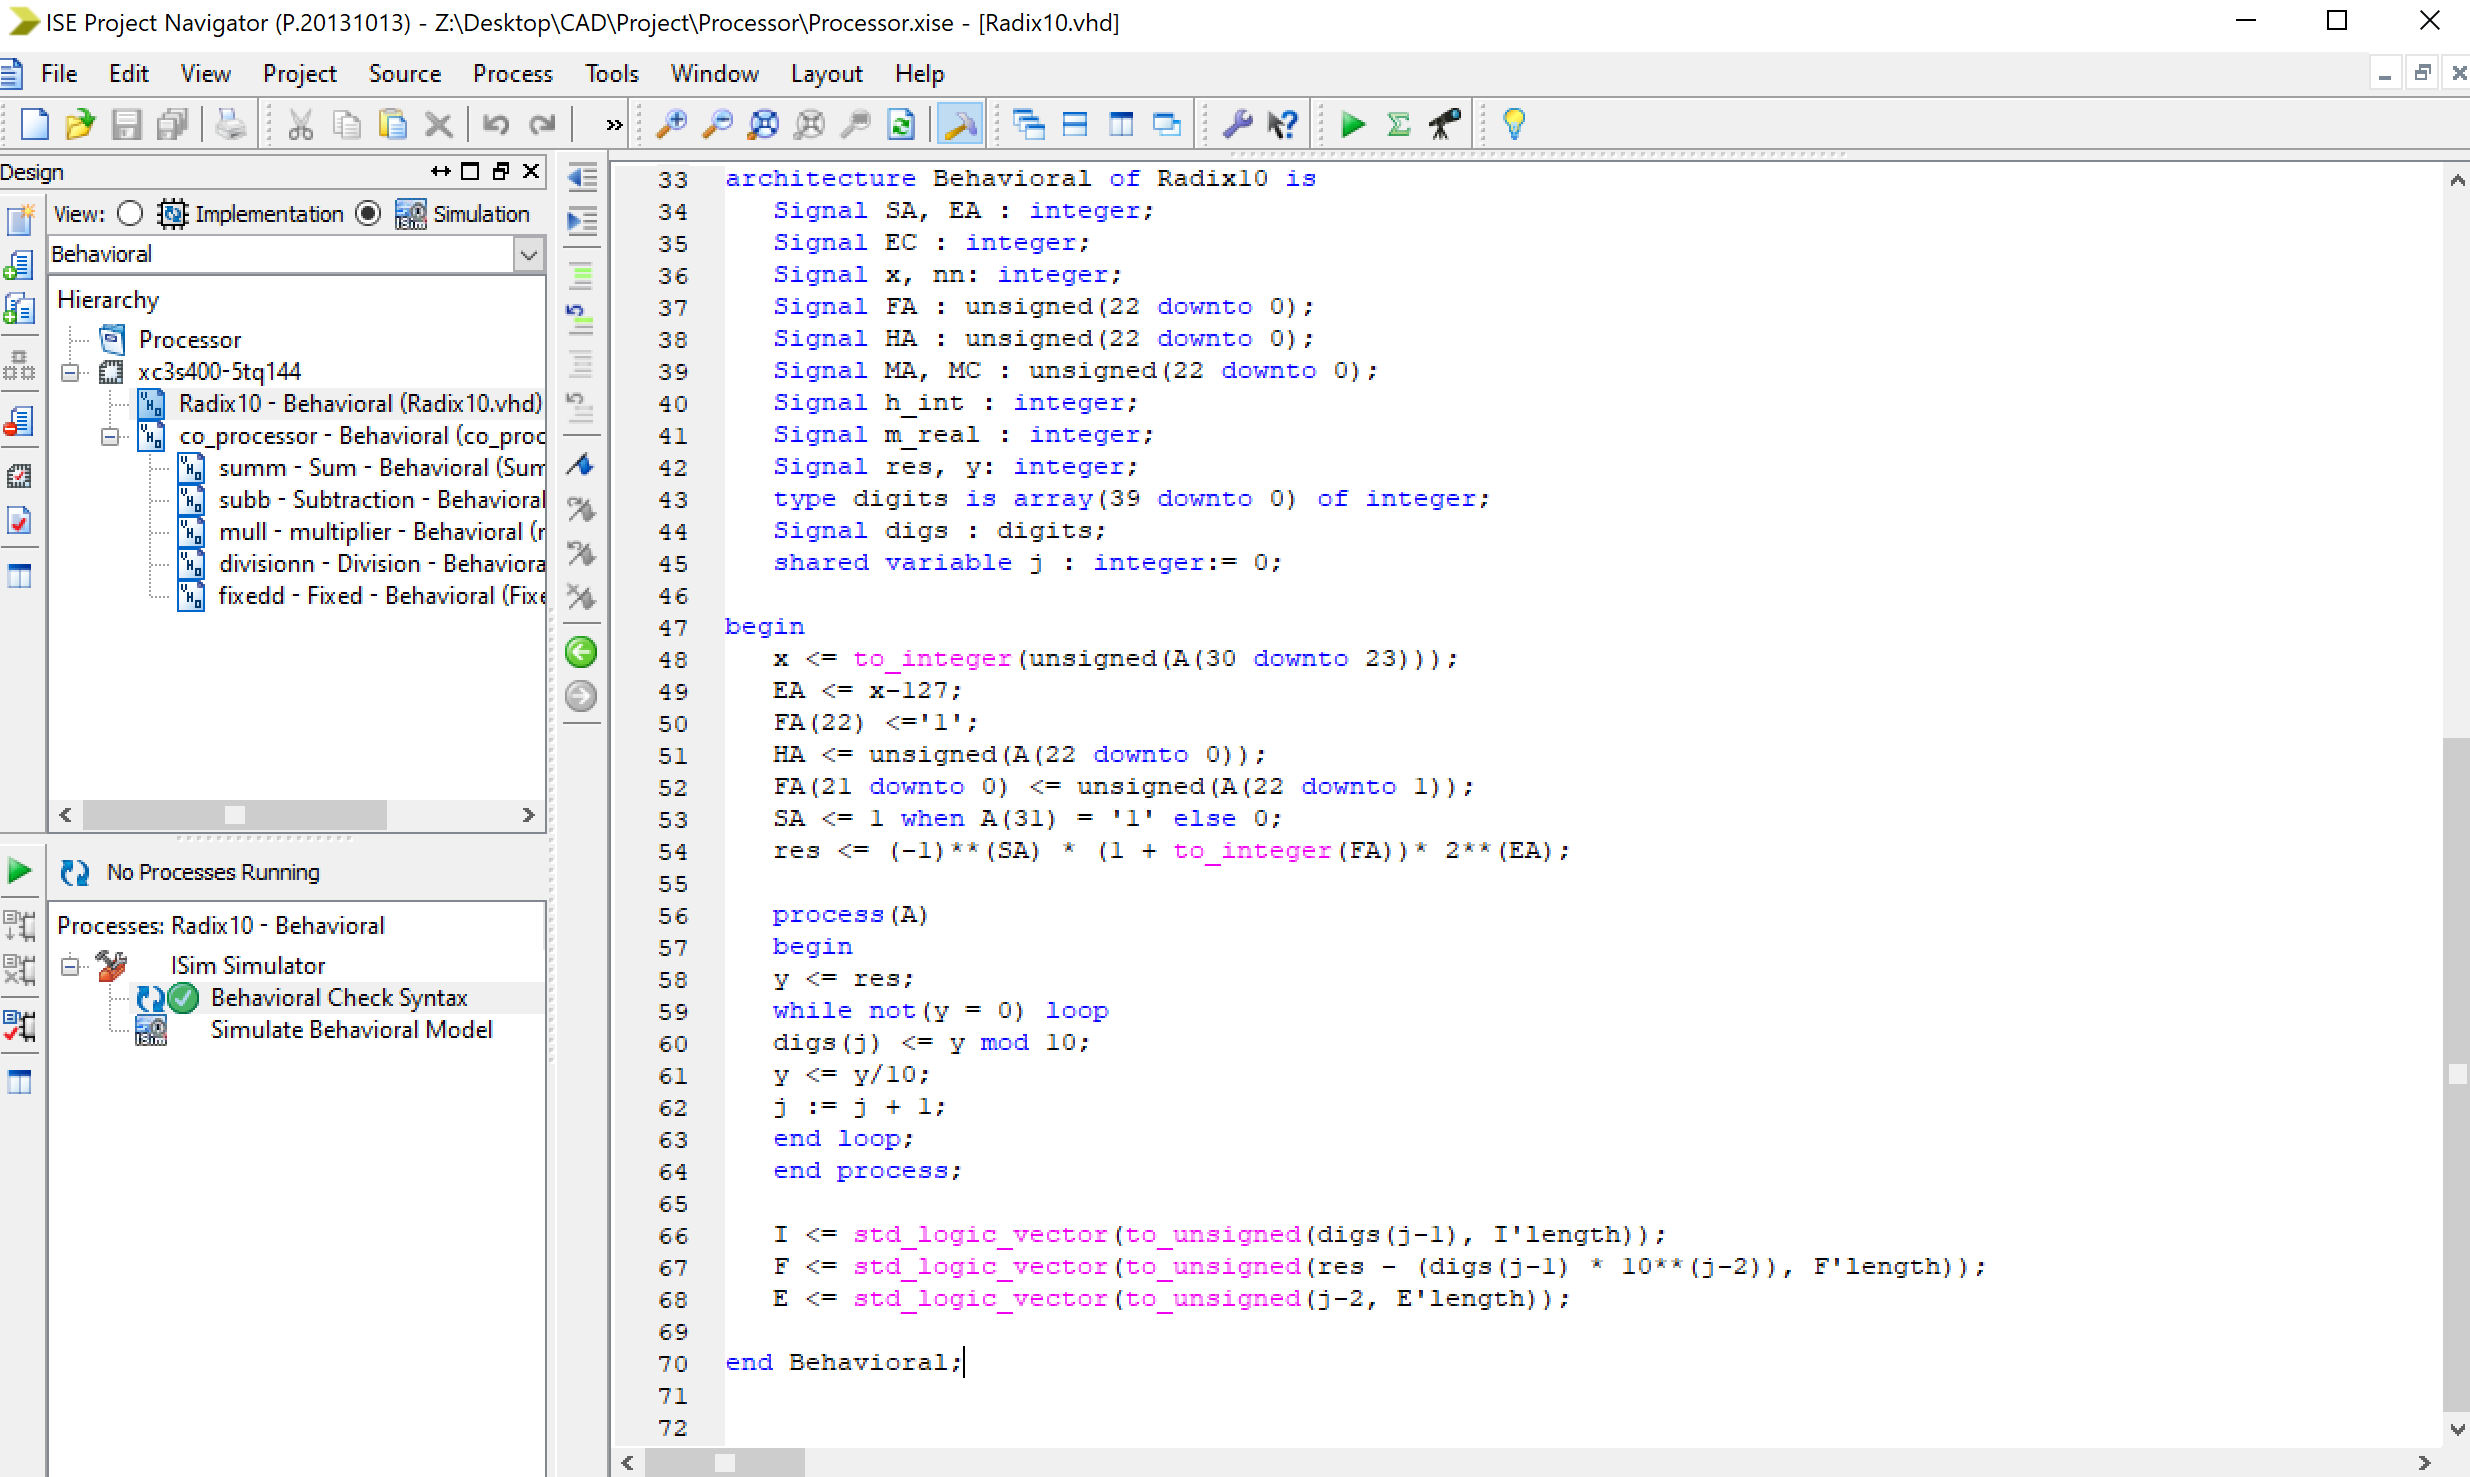 ISE Project Navigator (P.20131013) - Z:\Desktop\CAD\Project\Processor\Processor.xise - [Radix10.vhd]
File Edit View Project Source Process Tools Window Layout Help
»
Design
View: Implementation Simulation
Behavioral
Hierarchy
Processor
xc3s400-5tq144
Radix10 - Behavioral (Radix10.vhd)
co_processor - Behavioral (co_proc
summ - Sum - Behavioral (Sum
subb - Subtraction - Behavioral
mull - multiplier - Behavioral (r
divisionn - Division - Behaviora
fixedd - Fixed - Behavioral (Fixe
No Processes Running
Processes: Radix10 - Behavioral
ISim Simulator
Behavioral Check Syntax
Simulate Behavioral Model
33 architecture Behavioral of Radix10 is
34 Signal SA, EA : integer;
35 Signal EC : integer;
36 Signal x, nn: integer;
37 Signal FA : unsigned(22 downto 0);
38 Signal HA : unsigned(22 downto 0);
39 Signal MA, MC : unsigned(22 downto 0);
40 Signal h_int : integer;
41 Signal m_real : integer;
42 Signal res, y: integer;
43 type digits is array(39 downto 0) of integer;
44 Signal digs : digits;
45 shared variable j : integer:= 0;
46
47 begin
48 x <= to_integer(unsigned(A(30 downto 23)));
49 EA <= x-127;
50 FA(22) <='1';
51 HA <= unsigned(A(22 downto 0));
52 FA(21 downto 0) <= unsigned(A(22 downto 1));
53 SA <= 1 when A(31) = '1' else 0;
54 res <= (-1)**(SA) * (1 + to_integer(FA))* 2**(EA);
55
56 process(A)
57 begin
58 y <= res;
59 while not(y = 0) loop
60 digs(j) <= y mod 10;
61 y <= y/10;
62 j := j + 1;
63 end loop;
64 end process;
65
66 I <= std_logic_vector(to_unsigned(digs(j-1), I'length));
67 F <= std_logic_vector(to_unsigned(res - (digs(j-1) * 10**(j-2)), F'length));
68 E <= std_logic_vector(to_unsigned(j-2, E'length));
69
70 end Behavioral;
71
72